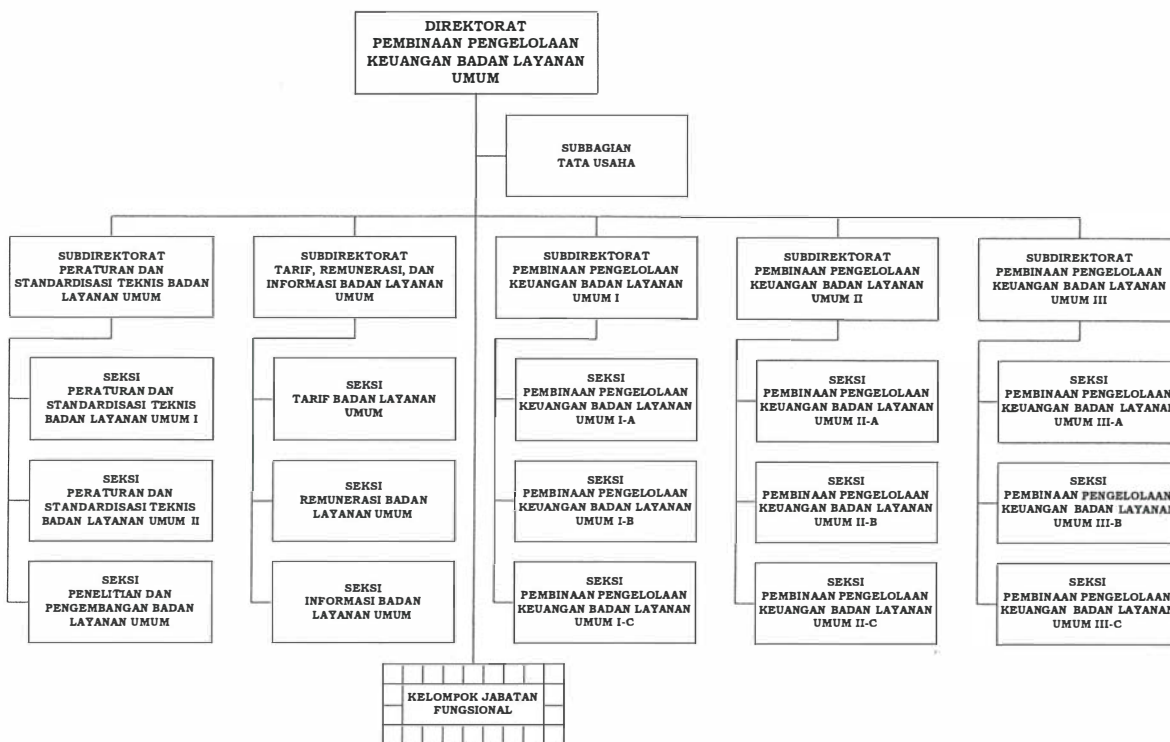 DIREKTORAT
PEMBINAAN PENGELOLAAN
KEUANGAN BADAN LAYANAN
UMUM
SUBBAGIAN
TATA USAHA
SUBDIREKTORAT
PERATURAN DAN
STANDARDISASI TEKNIS BADAN
LAYANAN UMUM
SUBDIREKTORAT
TARIF, REMUNERASI, DAN
INFORMASI BADAN LAYANAN
UMUM
SUBDIREKTORAT
PEMBINAAN PENGELOLAAN
KEUANGAN BADAN LAYANAN
UMUM I
SUBDIREKTORAT
PEMBINAAN PENGELOLAAN
KEUANGAN BADAN LAYANAN
UMUM II
SUBDIREKTORAT
PEMBINAAN PENGELOLAAN
KEUANGAN BADAN LAYANAN
UMUM III
SEKSI
PERATURAN DAN
STANDARDISASI TEKNIS
BADAN LAYANAN UMUM I
SEKSI
TARIF BADAN LAYANAN
UMUM
SEKSI
PEMBINAAN PENGELOLAAN
KEUANGAN BADAN LAYANAN
UMUM I-A
SEKSI
PEMBINAAN PENGELOLAAN
KEUANGAN BADAN LAYANAN
UMUM II-A
SEKSI
PEMBINAAN PENGELOLAAN
KEUANGAN BADAN LAYANAN
UMUM III-A
SEKSI
PERATURAN DAN
STANDARDISASI TEKNIS
BADAN LAYANAN UMUM II
SEKSI
REMUNERASI BADAN
LAYANAN UMUM
SEKSI
PEMBINAAN PENGELOLAAN
KEUANGAN BADAN LAYANAN
UMUM I-B
SEKSI
PEMBINAAN PENGELOLAAN
KEUANGAN BADAN LAYANAN
UMUM II-B
SEKSI
PEMBINAAN PENGELOLAAN
KEUANGAN BADAN LAYANAN
UMUM III-B
SEKSI
PENELITIAN DAN
PENGEMBANGAN BADAN
LAYANAN UMUM
SEKSI
INFORMASI BADAN
LAYANAN UMUM
SEKSI
PEMBINAAN PENGELOLAAN
KEUANGAN BADAN LAYANAN
UMUM I-C
SEKSI
PEMBINAAN PENGELOLAAN
KEUANGAN BADAN LAYANAN
UMUM II-C
SEKSI
PEMBINAAN PENGELOLAAN
KEUANGAN BADAN LAYANAN
UMUM III-C
KELOMPOK JABATAN
FUNGSIONAL